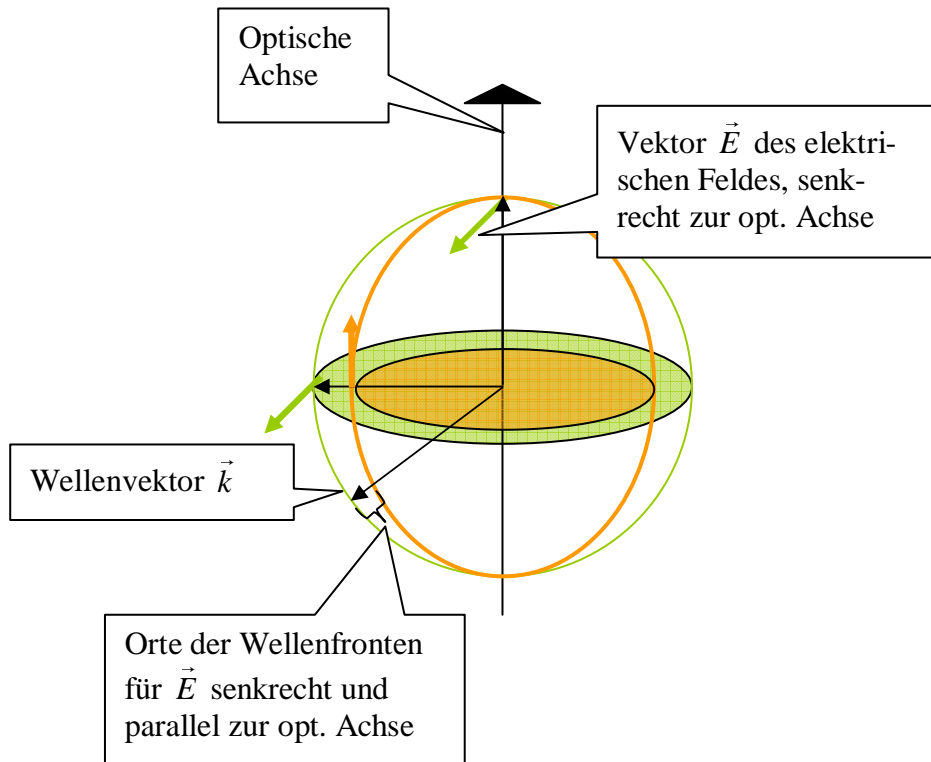 Optische
Achse
Vektor E⃗ des elektri-
schen Feldes, senk-
recht zur opt. Achse
Wellenvektor k⃗
Orte der Wellenfronten
für E⃗ senkrecht und
parallel zur opt. Achse